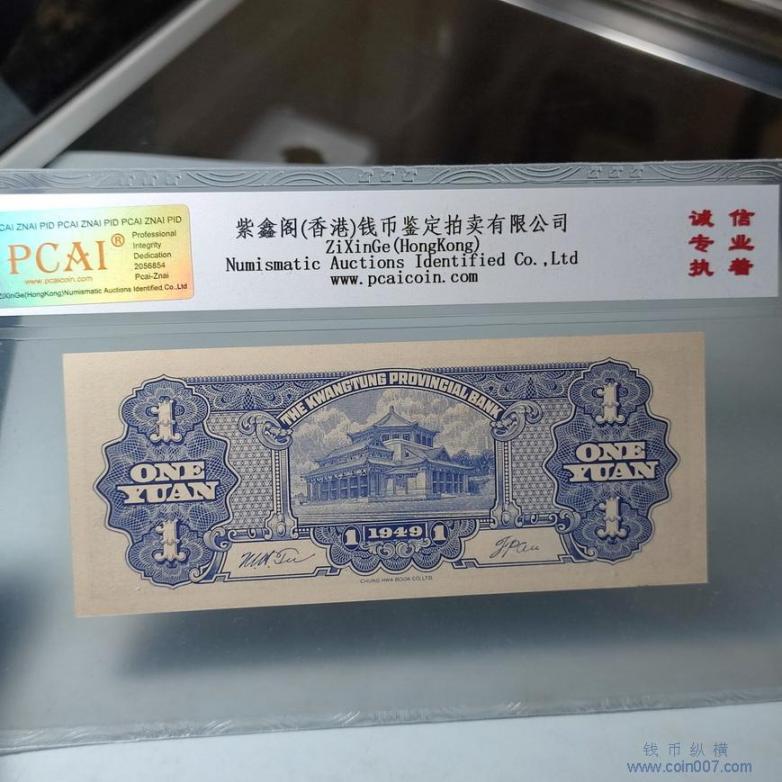 CAI ZNAI PID PCAI ZNAI PID PCAI ZNAI PID
PCAI®
www.pcaicoin.com
Professional
Integrity
Dedication
2056854
Pcai-Znai
ZiXinGe(HongKong)Numismatic Auctions Identified,Co.,Ltd
紫鑫阁(香港)钱币鉴定拍卖有限公司
ZiXinGe(HongKong)
Numismatic Auctions Identified Co.,Ltd
www.pcaicoin.com
诚信
专业
执着
THE KWANGTUNG PROVINCIAL BANK
1
ONE
YUAN
1
1
ONE
YUAN
1
1 1949 1
CHUNG HWA BOOK CO. LTD.
钱币纵横
www.coin007.com